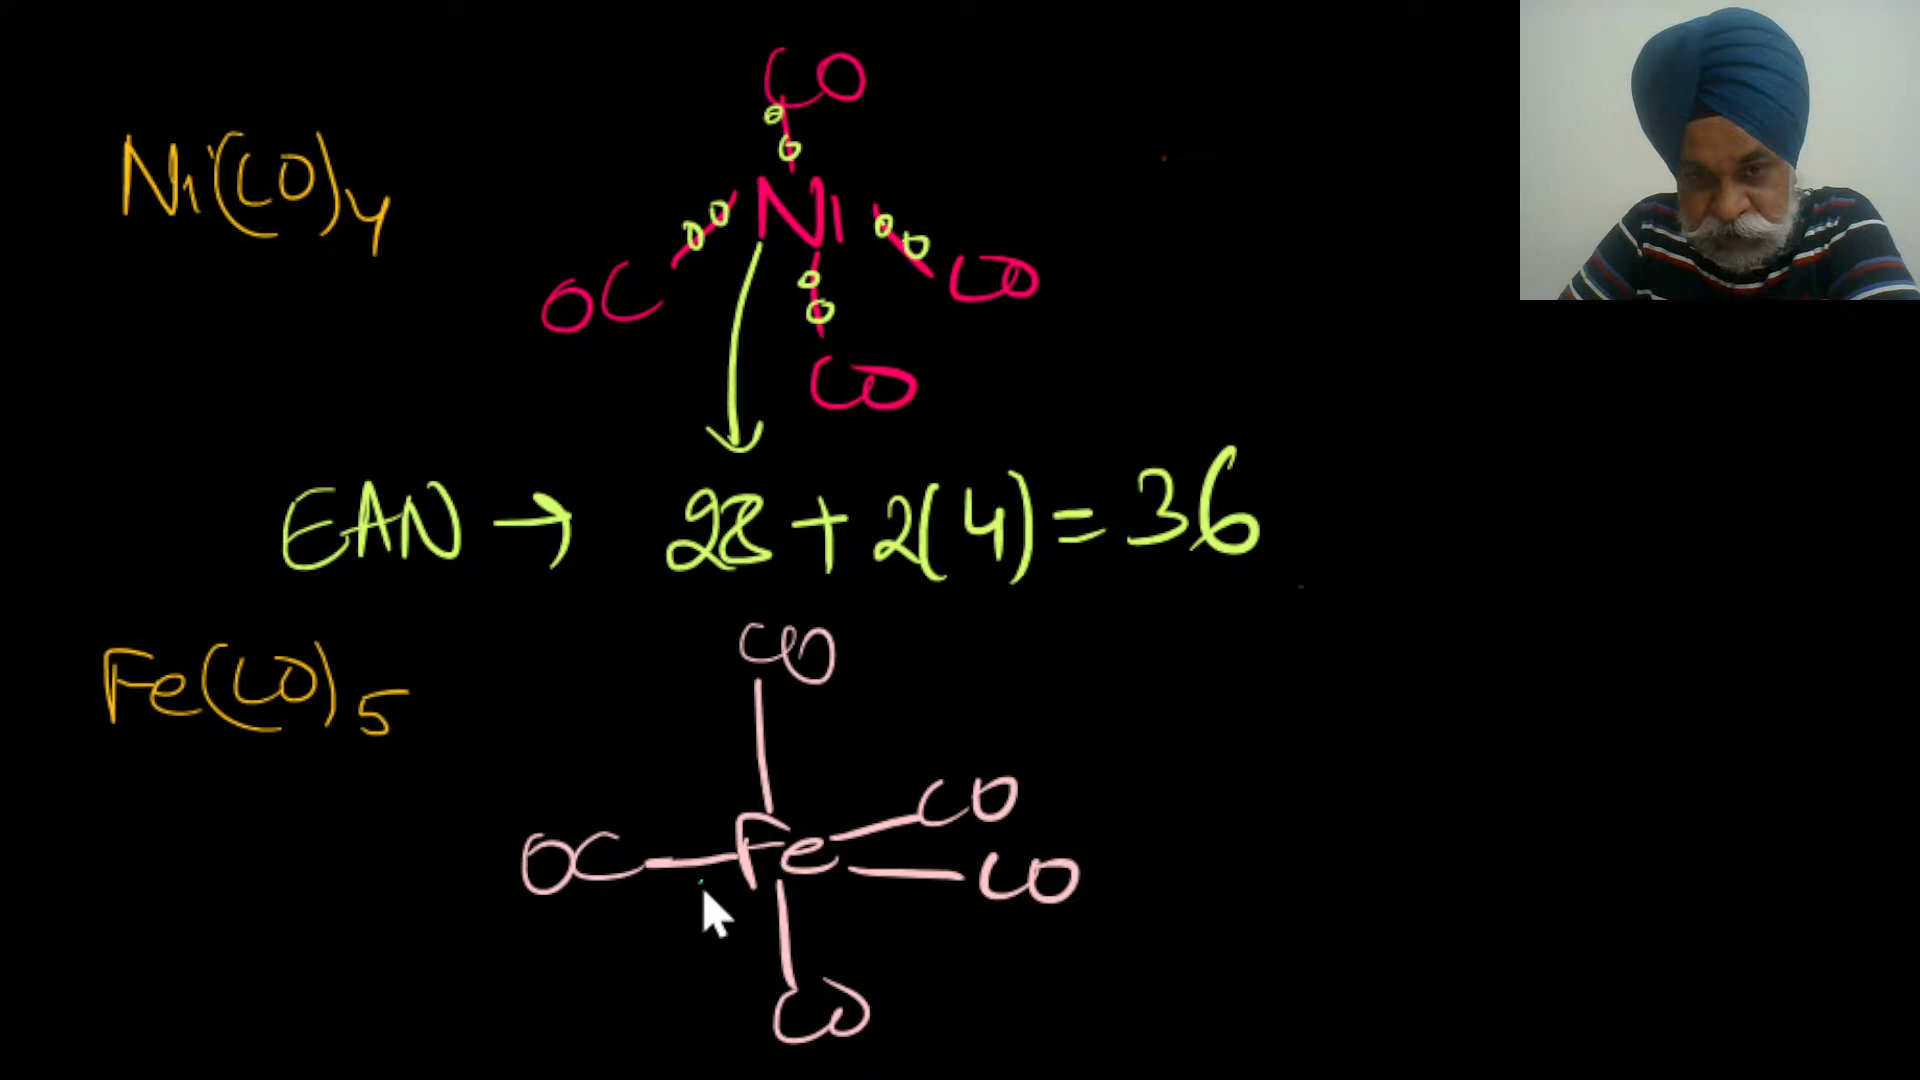 CO
Ni(CO)4
Ni
OC
CO
CO
EAN → 28 + 2(4) = 36
Fe(CO)5
CO
CO
OC
Fe
CO
CO